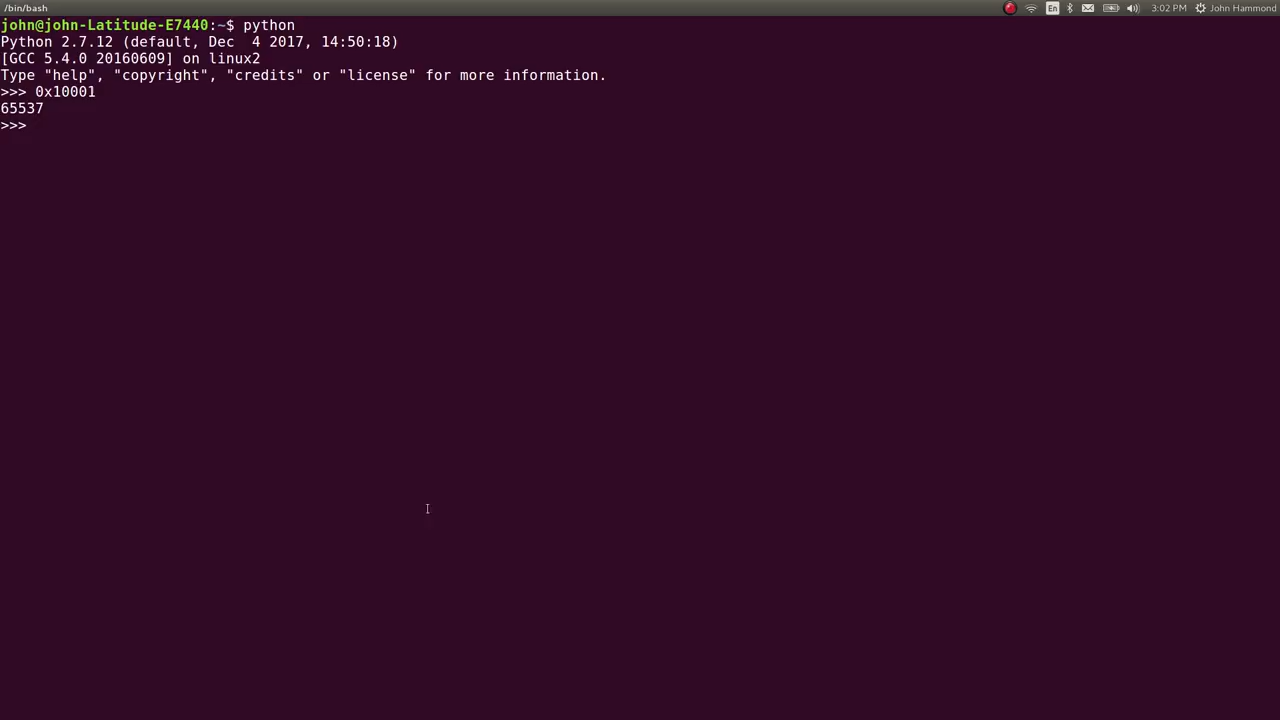 /bin/bash
En
3:02 PM
John Hammond
john@john-Latitude-E7440:~$ python
Python 2.7.12 (default, Dec  4 2017, 14:50:18)
[GCC 5.4.0 20160609] on linux2
Type "help", "copyright", "credits" or "license" for more information.
>>> 0x10001
65537
>>>